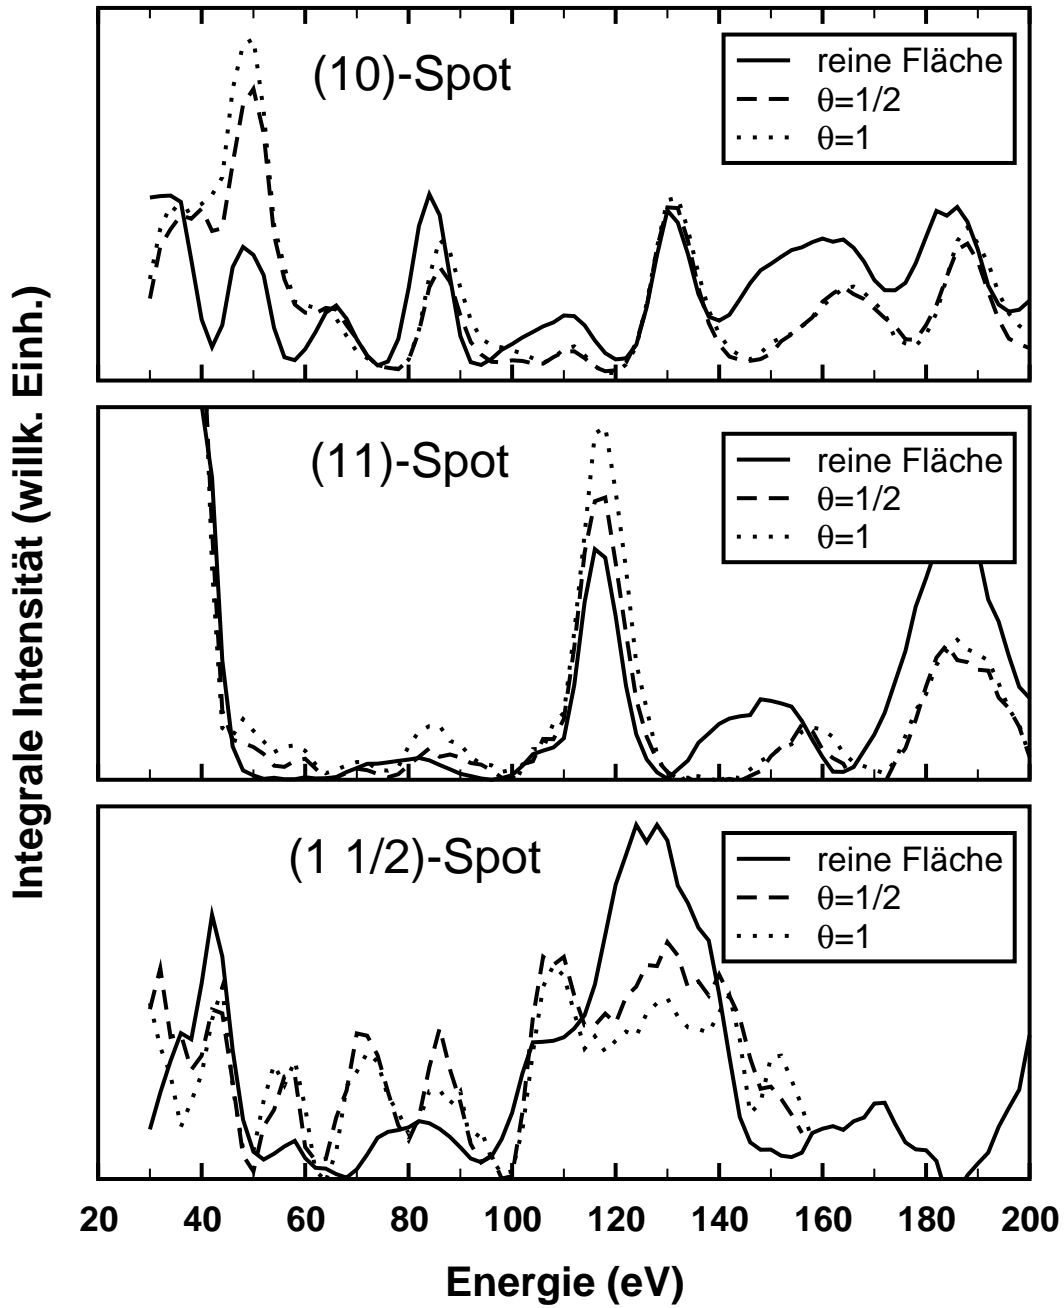 (10)-Spot
reine Fläche
θ=1/2
θ=1
(11)-Spot
reine Fläche
θ=1/2
θ=1
(1 1/2)-Spot
reine Fläche
θ=1/2
θ=1
Integrale Intensität (willk. Einh.)
20 40 60 80 100 120 140 160 180 200
Energie (eV)